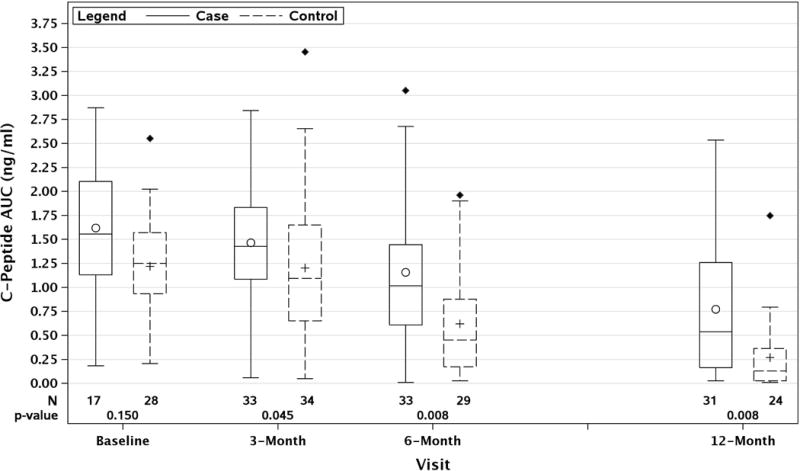 Legend Case Control
C-Peptide AUC (ng/ml)
3.75
3.50
3.25
3.00
2.75
2.50
2.25
2.00
1.75
1.50
1.25
1.00
0.75
0.50
0.25
0.00
N 17 28 33 34 33 29 31 24
p-value 0.150 0.045 0.008 0.008
Baseline 3-Month 6-Month 12-Month
Visit